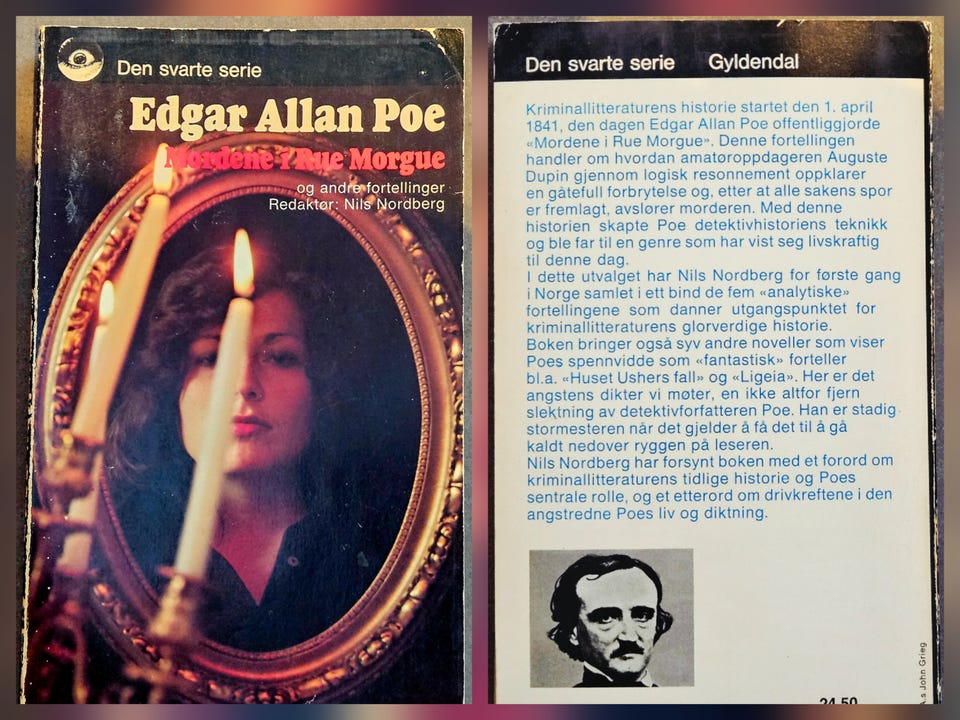 Den svarte serie
Edgar Allan Poe
Mordene i Rue Morgue
og andre fortellinger
Redaktør: Nils Nordberg
Den svarte serie Gyldendal
Kriminallitteraturens historie startet den 1. april
1841, den dagen Edgar Allan Poe offentliggjorde
«Mordene i Rue Morgue». Denne fortellingen
handler om hvordan amatøroppdageren Auguste
Dupin gjennom logisk resonnement oppklarer
en gåtefull forbrytelse og, etter at alle sakens spor
er fremlagt, avslører morderen. Med denne
historien skapte Poe detektivhistoriens teknikk
og ble far til en genre som har vist seg livskraftig
til denne dag.
I dette utvalget har Nils Nordberg for første gang
i Norge samlet i ett bind de fem «analytiske»
fortellingene som danner utgangspunktet for
kriminallitteraturens glorverdige historie.
Boken bringer også syv andre noveller som viser
Poes spennvidde som «fantastisk» forteller
bl.a. «Huset Ushers fall» og «Ligeia». Her er det
angstens dikter vi møter, en ikke altfor fjern
slektning av detektivforfatteren Poe. Han er stadig
stormesteren når det gjelder å få det til å gå
kaldt nedover ryggen på leseren.
Nils Nordberg har forsynt boken med et forord om
kriminallitteraturens tidlige historie og Poes
sentrale rolle, og et etterord om drivkreftene i den
angstredne Poes liv og diktning.
24.50
A.s John Grieg